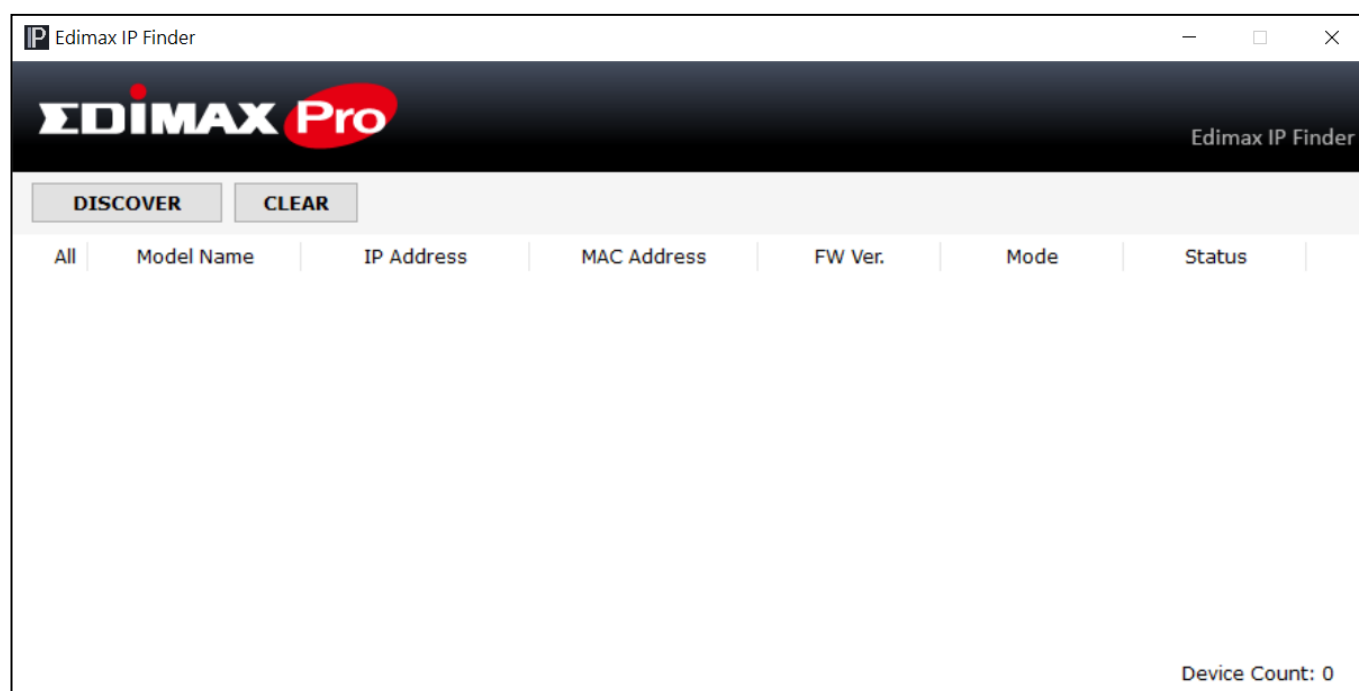 IP Edimax IP Finder
EDIMAX Pro
Edimax IP Finder
DISCOVER CLEAR
All Model Name IP Address MAC Address FW Ver. Mode Status
Device Count: 0